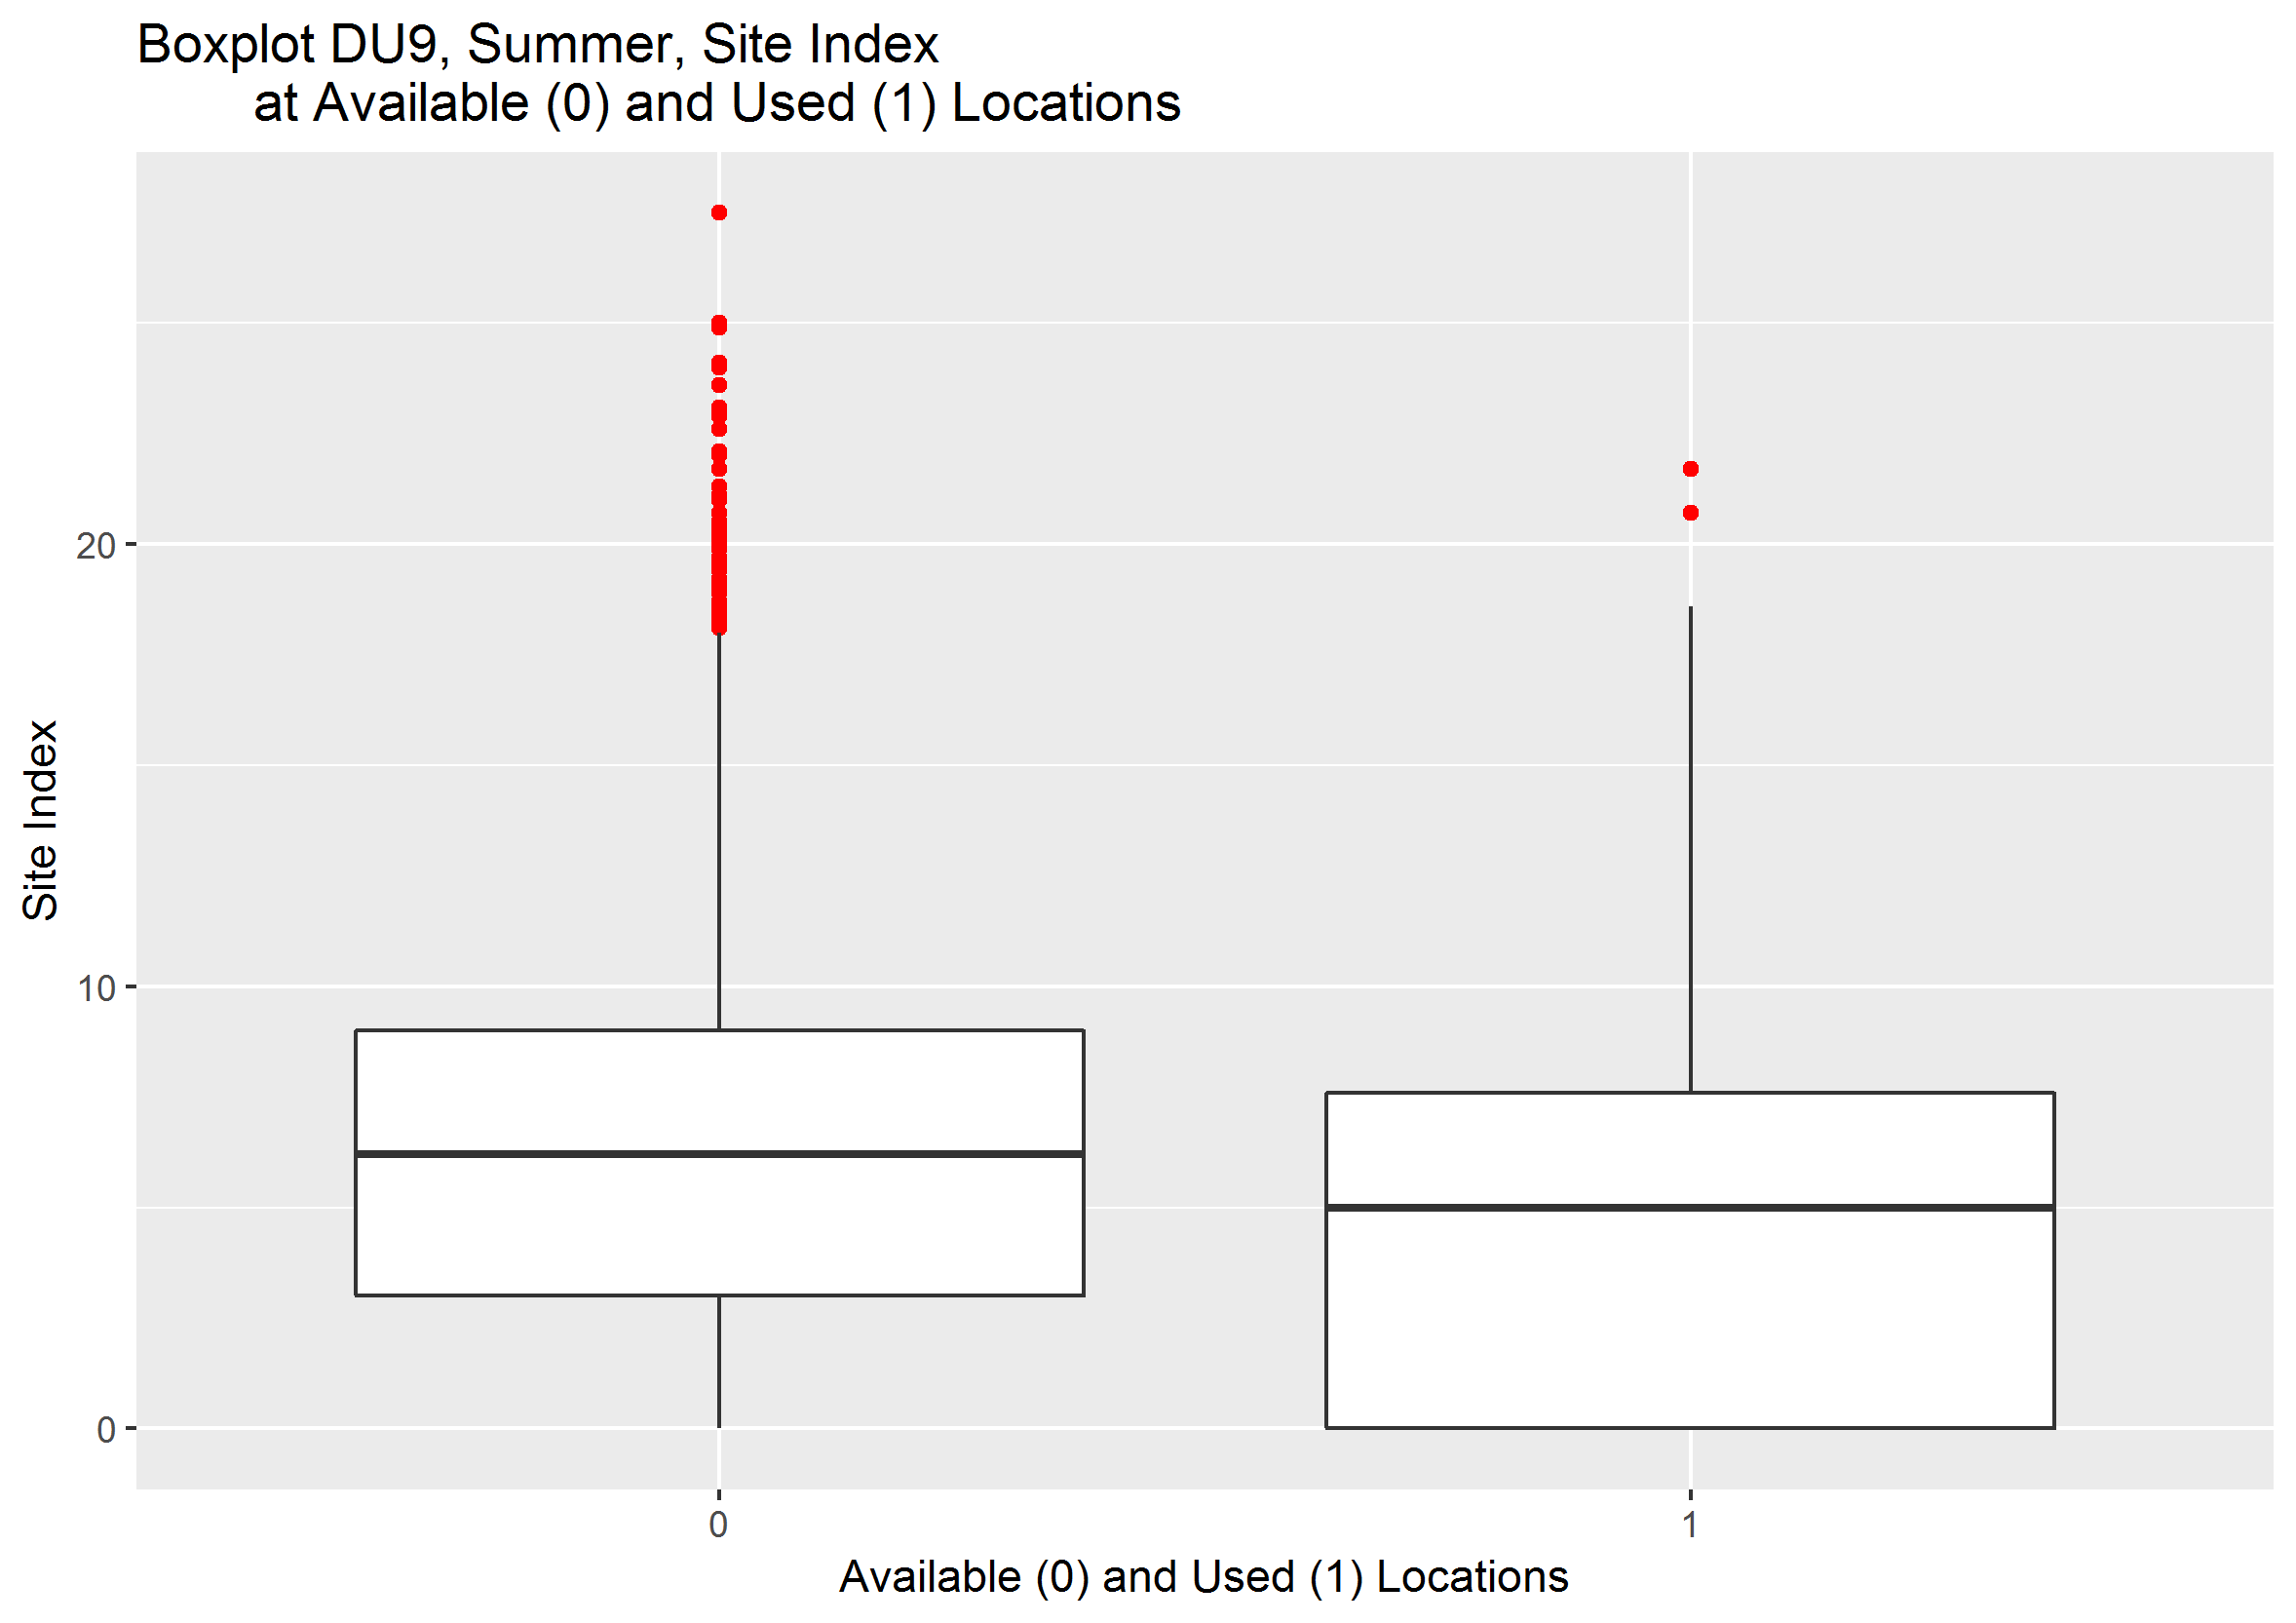 Boxplot DU9, Summer, Site Index
at Available (0) and Used (1) Locations
Site Index
20
10
0
0
1
Available (0) and Used (1) Locations